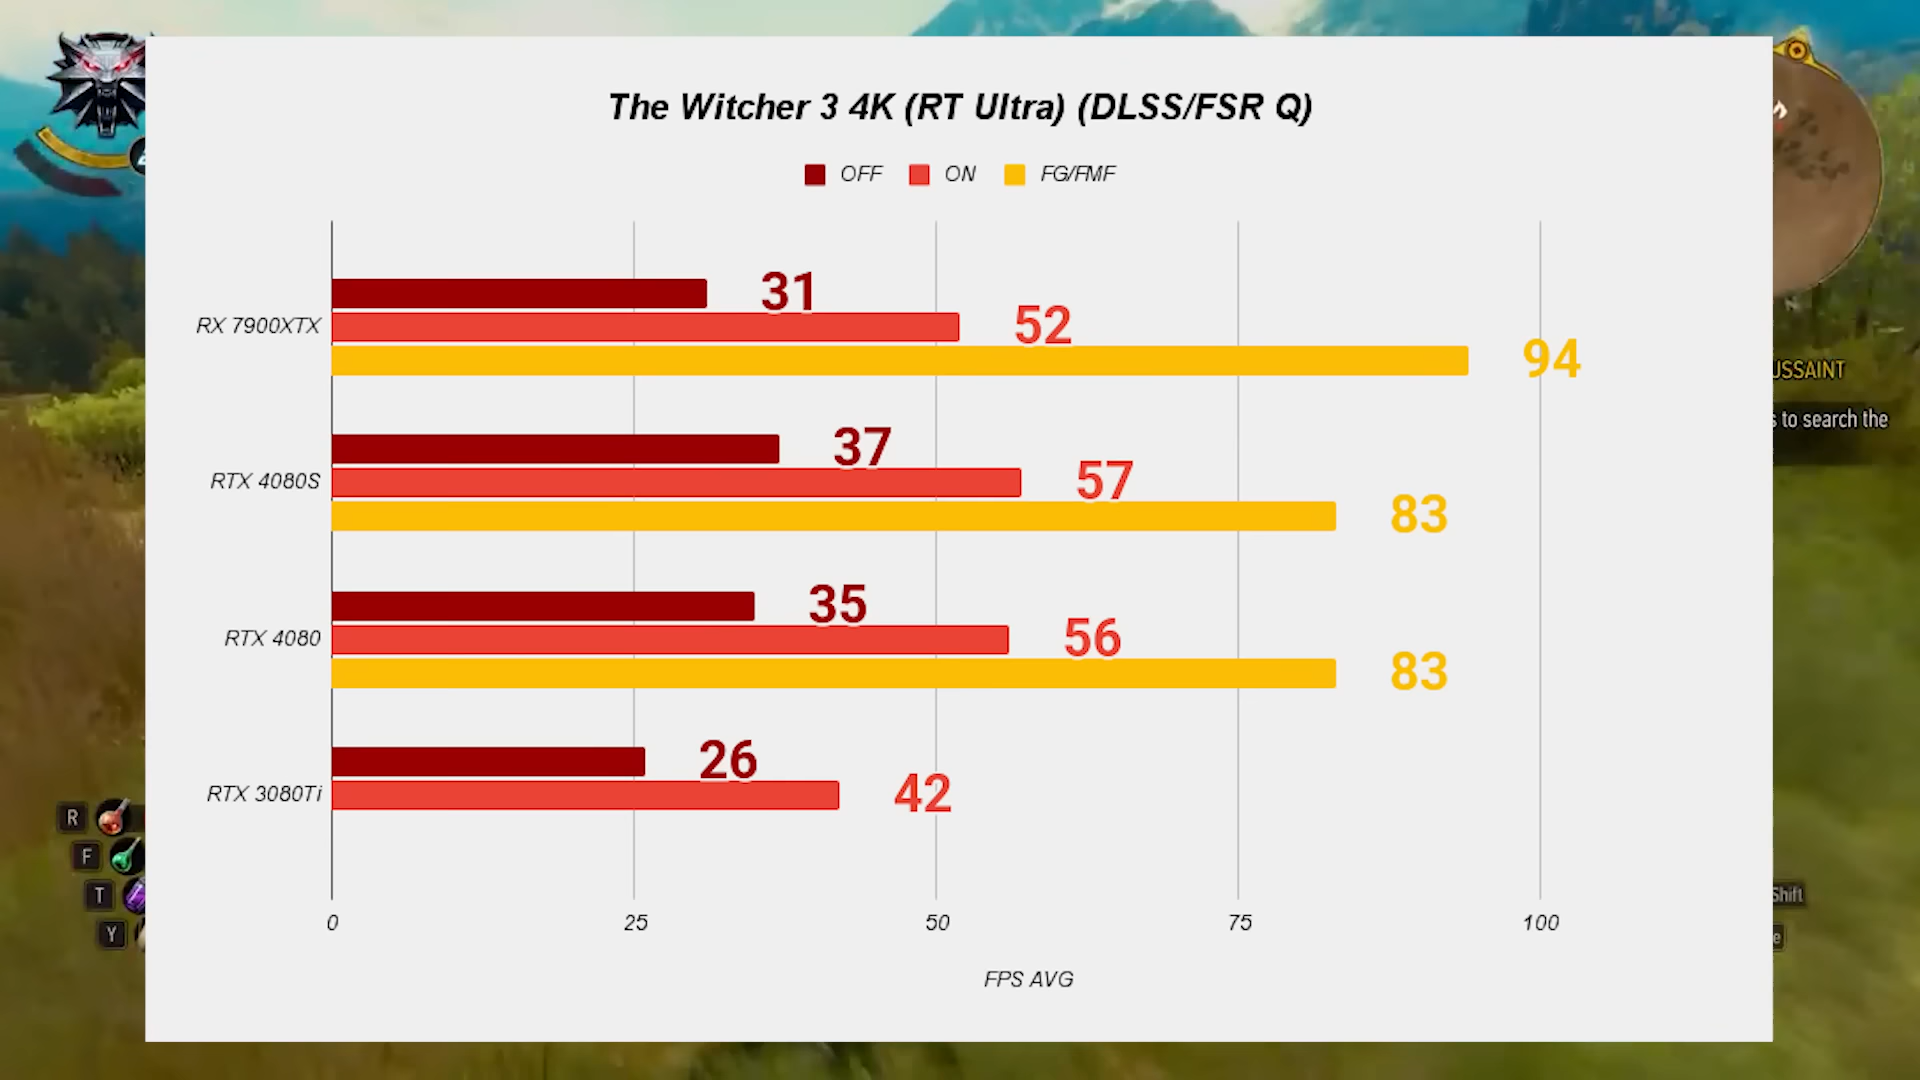 The Witcher 3 4K (RT Ultra) (DLSS/FSR Q)
OFF ON FG/FMF
RX 7900XTX
31
52
94
RTX 4080S
37
57
83
RTX 4080
35
56
83
RTX 3080Ti
26
42
0 25 50 75 100
FPS AVG
USSAINT
s to search the
R
F
T
Y
Shift
e
N